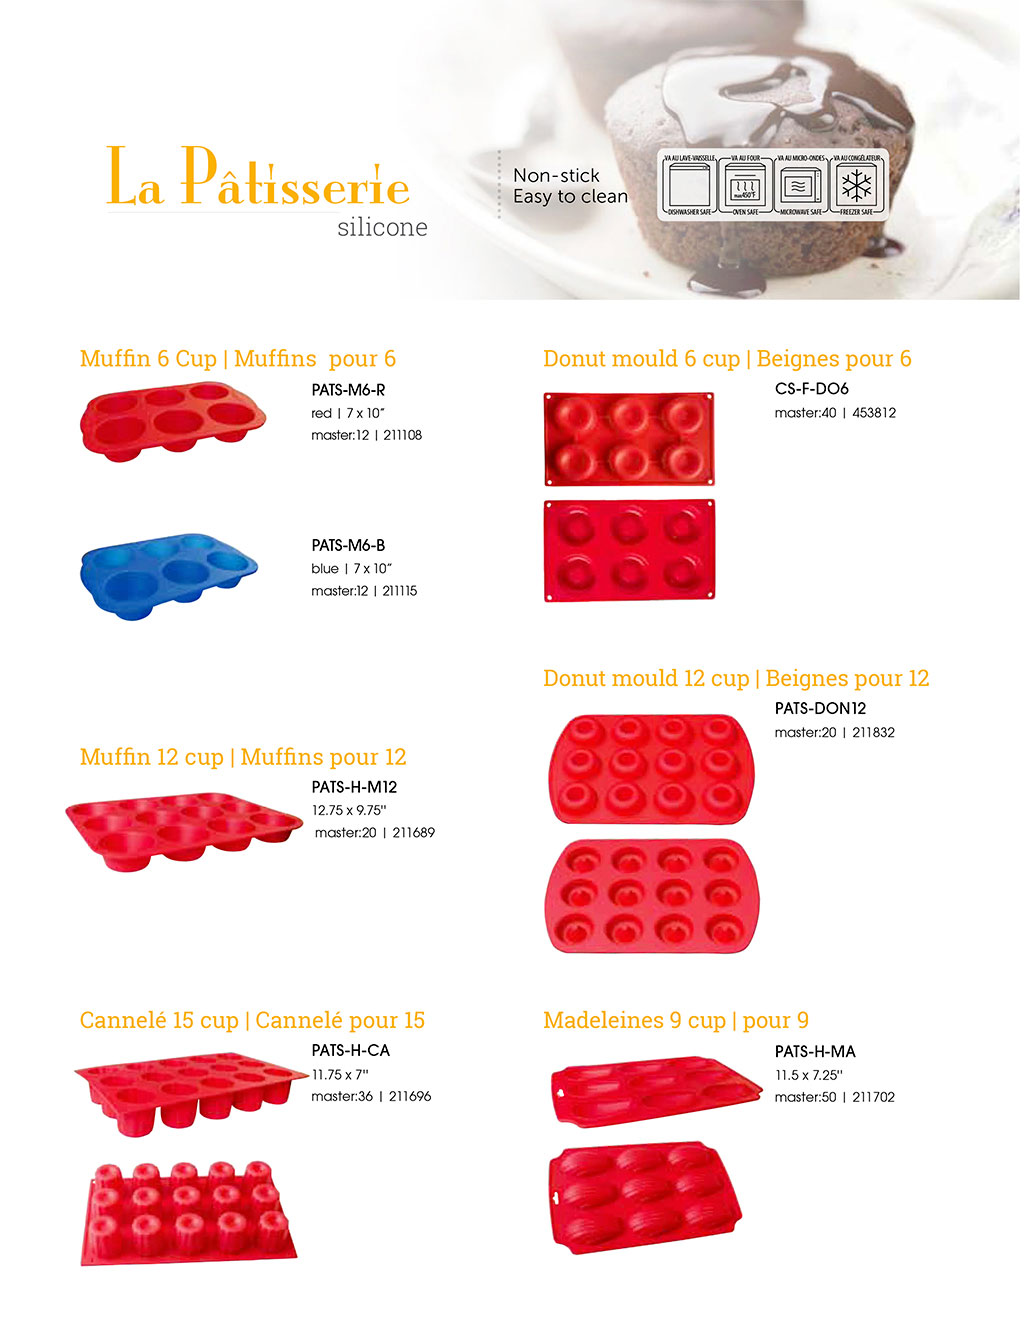 La Pâtisserie
silicone
Non-stick
Easy to clean
VA AU LAVE-VAISSELLE
DISHWASHER SAFE
VA AU FOUR
max450°F
OVEN SAFE
VA AU MICRO-ONDES
MICROWAVE SAFE
VA AU CONGÉLATEUR
FREEZER SAFE
Muffin 6 Cup | Muffins pour 6
PATS-M6-R
red | 7 x 10”
master:12 | 211108
PATS-M6-B
blue | 7 x 10”
master:12 | 211115
Muffin 12 cup | Muffins pour 12
PATS-H-M12
12.75 x 9.75"
master:20 | 211689
Cannelé 15 cup | Cannelé pour 15
PATS-H-CA
11.75 x 7"
master:36 | 211696
Donut mould 6 cup | Beignes pour 6
CS-F-DO6
master:40 | 453812
Donut mould 12 cup | Beignes pour 12
PATS-DON12
master:20 | 211832
Madeleines 9 cup | pour 9
PATS-H-MA
11.5 x 7.25"
master:50 | 211702